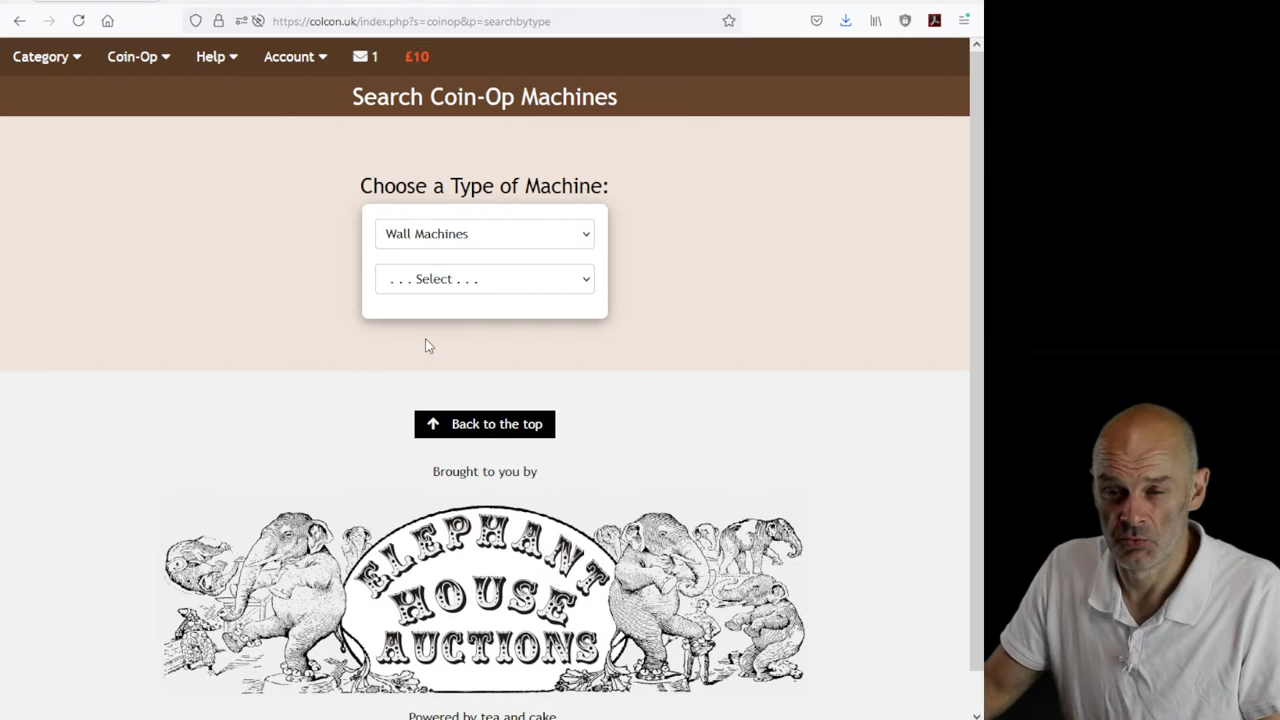 https://colcon.uk/index.php?s=coinop&p=searchbytype
Category Coin-Op Help Account 1 £10
Search Coin-Op Machines
Choose a Type of Machine:
Wall Machines
. . . Select . . .
Back to the top
Brought to you by
ELEPHANT
HOUSE
AUCTIONS
Powered by tea and cake